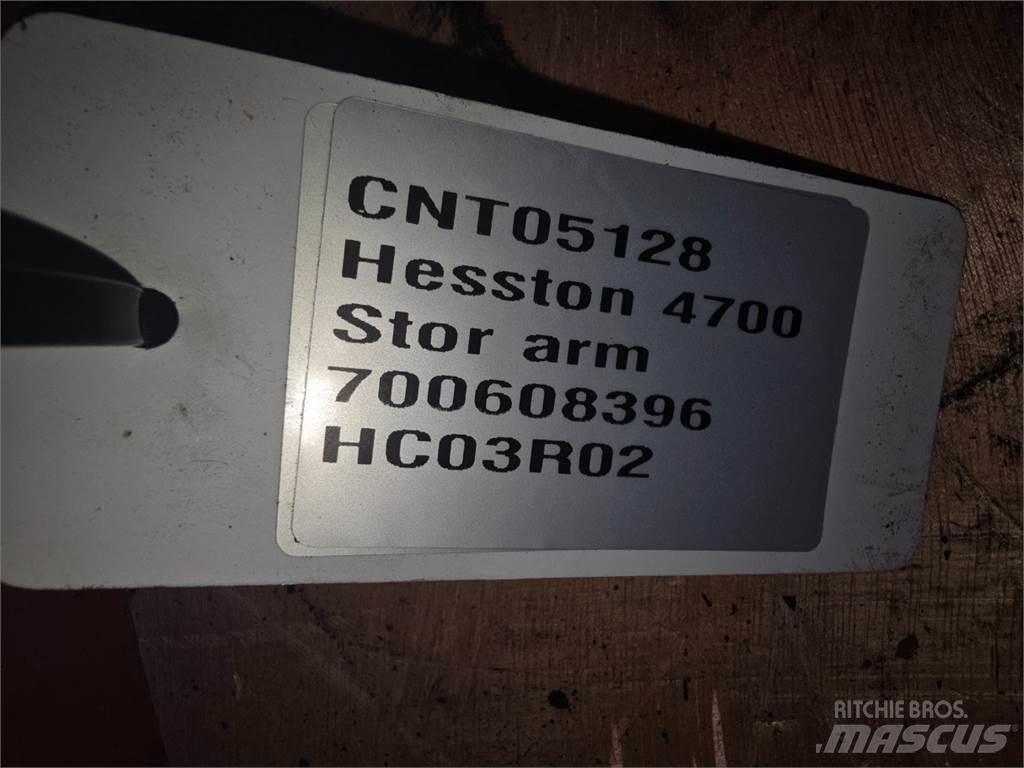 CNT05128
Hesston 4700
Stor arm
700608396
HC03R02
RITCHIE BROS.
MASCUS